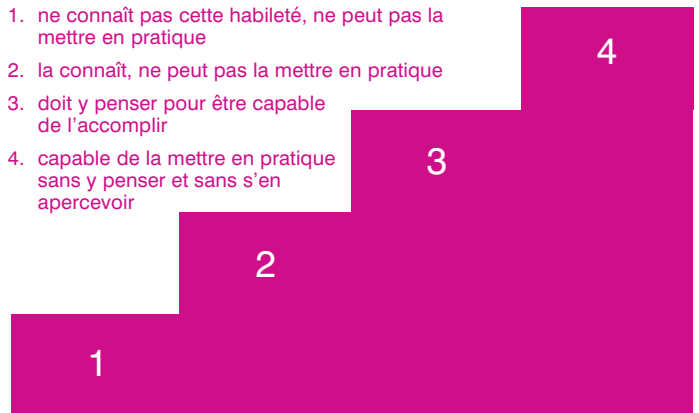 1. ne connaît pas cette habileté, ne peut pas la
mettre en pratique
2. la connaît, ne peut pas la mettre en pratique
3. doit y penser pour être capable
de l’accomplir
4. capable de la mettre en pratique
sans y penser et sans s’en
apercevoir
4
3
2
1